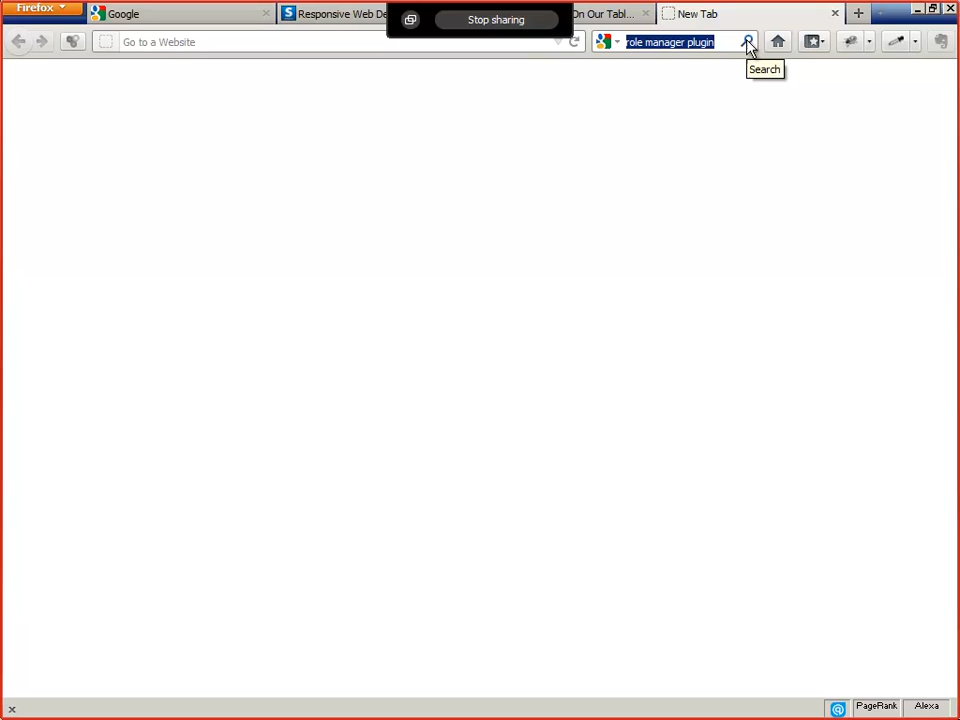 Firefox
Google
Responsive Web De
On Our Tabl...
New Tab
Stop sharing
Go to a Website
role manager plugin
Search
PageRank
Alexa